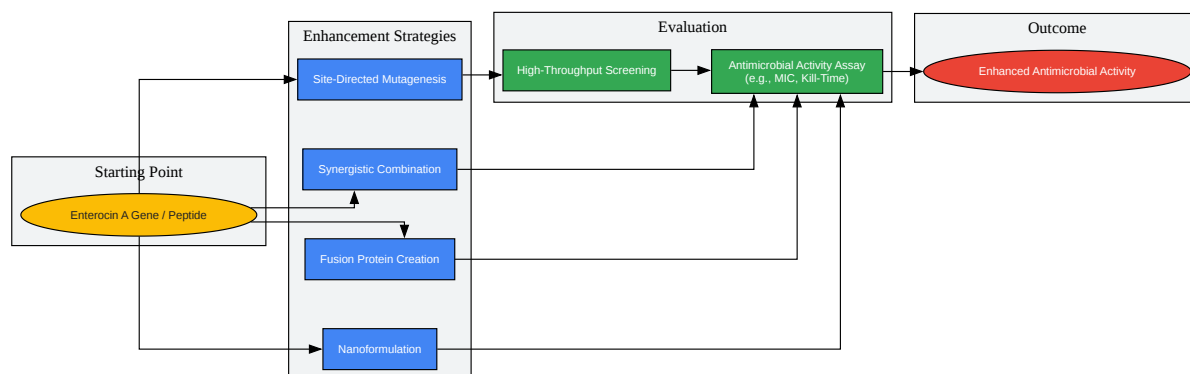 Starting Point
Enterocin A Gene / Peptide
Enhancement Strategies
Site-Directed Mutagenesis
Synergistic Combination
Fusion Protein Creation
Nanoformulation
Evaluation
High-Throughput Screening
Antimicrobial Activity Assay
(e.g., MIC, Kill-Time)
Outcome
Enhanced Antimicrobial Activity